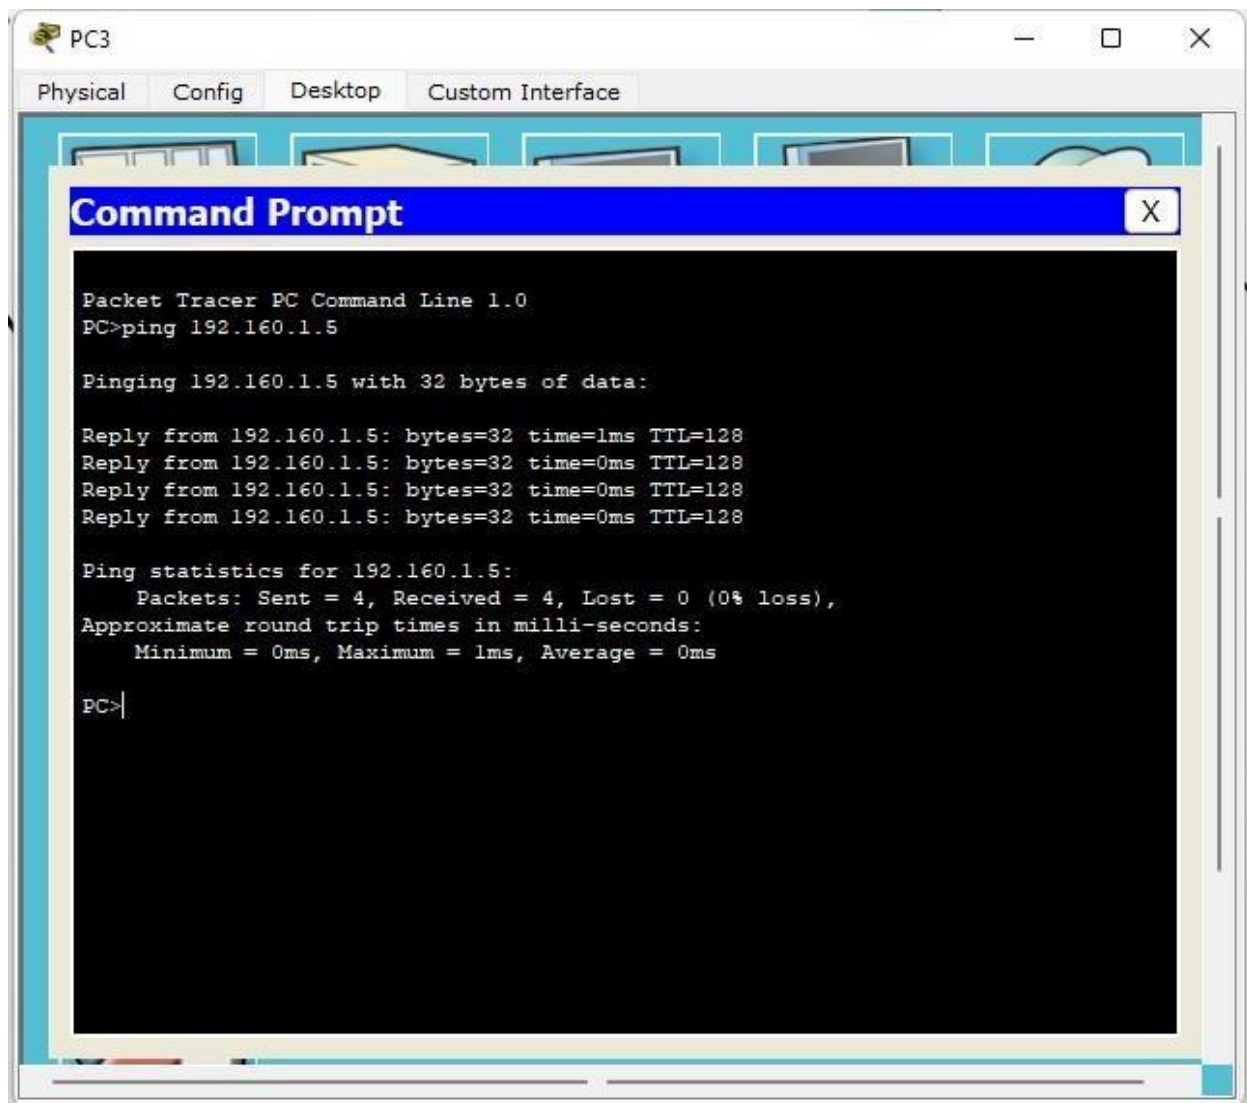 PC3
Physical Config Desktop Custom Interface
Command Prompt X
Packet Tracer PC Command Line 1.0
PC>ping 192.160.1.5
Pinging 192.160.1.5 with 32 bytes of data:
Reply from 192.160.1.5: bytes=32 time=1ms TTL=128
Reply from 192.160.1.5: bytes=32 time=0ms TTL=128
Reply from 192.160.1.5: bytes=32 time=0ms TTL=128
Reply from 192.160.1.5: bytes=32 time=0ms TTL=128
Ping statistics for 192.160.1.5:
Packets: Sent = 4, Received = 4, Lost = 0 (0% loss),
Approximate round trip times in milli-seconds:
Minimum = 0ms, Maximum = 1ms, Average = 0ms
PC>